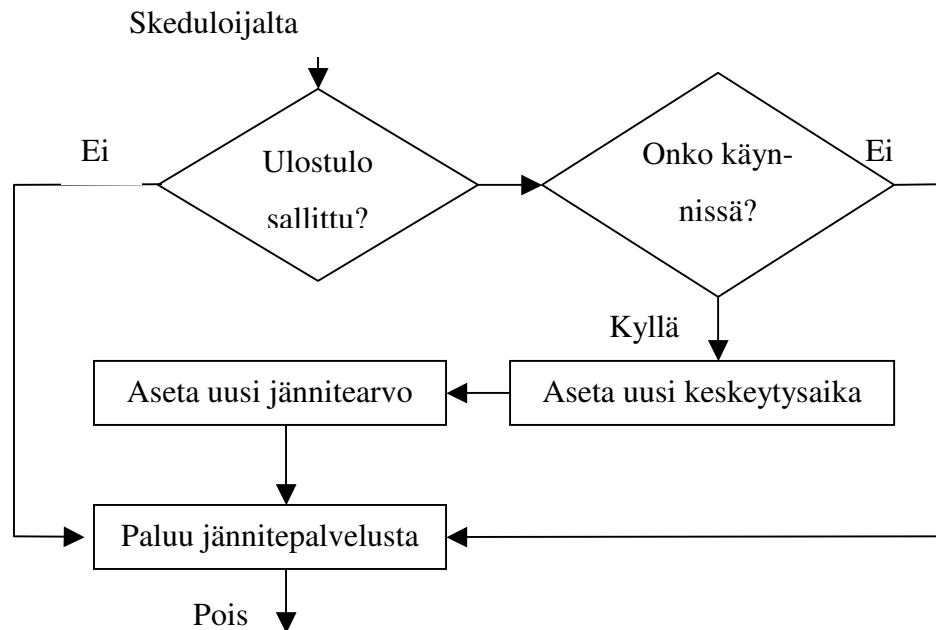 Skeduloijalta
Ei
Ulostulo
sallittu?
Onko käyn-
nissä?
Ei
Kyllä
Aseta uusi jännitearvo
Aseta uusi keskeytysaika
Paluu jännitepalvelusta
Pois